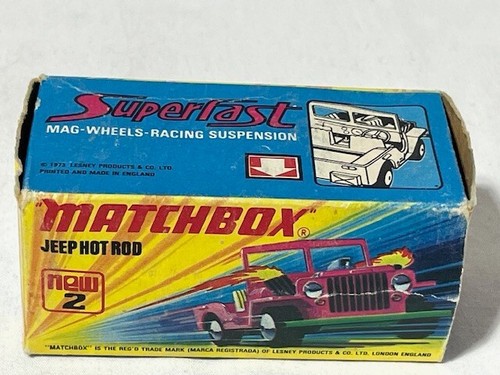 Superfast
MAG-WHEELS-RACING SUSPENSION
© 1973 LESNEY PRODUCTS & CO. LTD.
PRINTED AND MADE IN ENGLAND
"MATCHBOX"®
JEEP HOT ROD
new
2
"MATCHBOX" IS THE REG'D TRADE MARK (MARCA REGISTRADA) OF LESNEY PRODUCTS & CO. LTD. LONDON ENGLAND